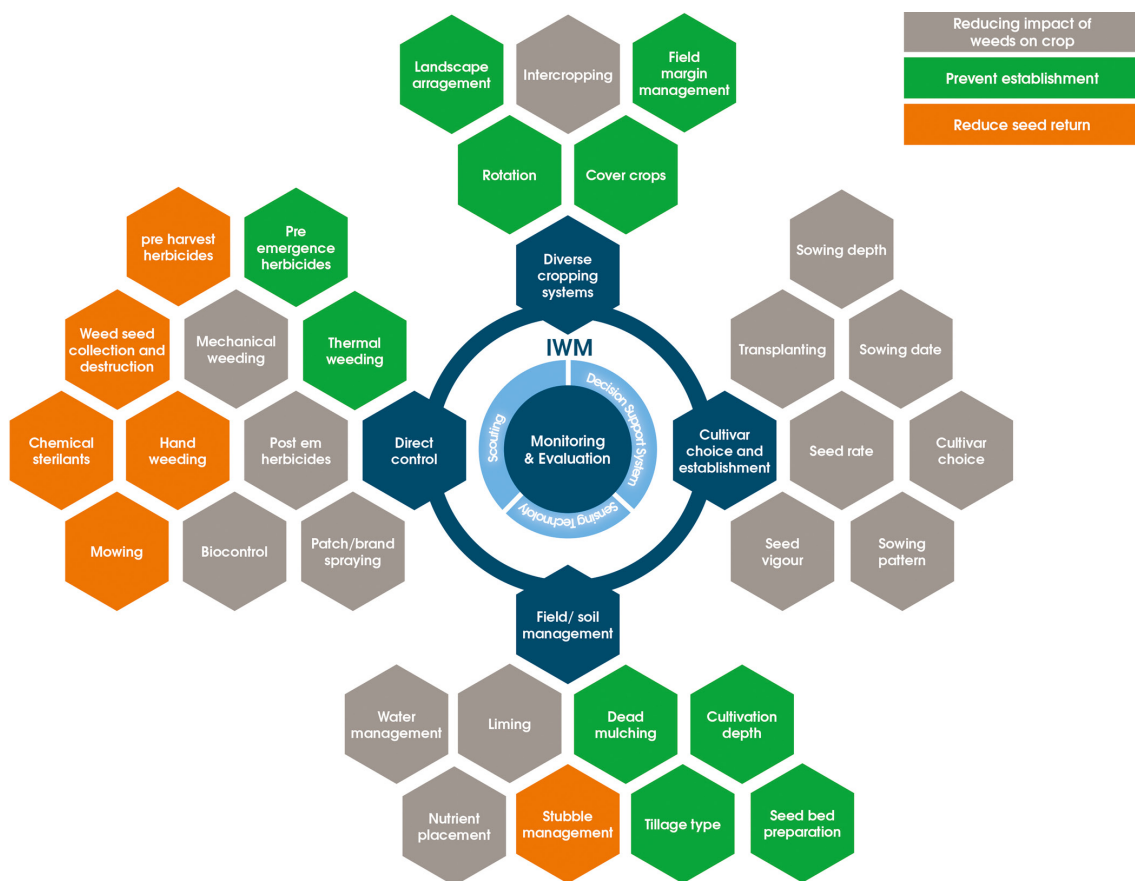 Reducing impact of
weeds on crop
Prevent establishment
Reduce seed return
Landscape
arragement
Intercropping
Field
margin
management
Rotation
Cover crops
Diverse
cropping
systems
pre harvest
herbicides
Pre
emergence
herbicides
Weed seed
collection and
destruction
Mechanical
weeding
Thermal
weeding
Chemical
sterilants
Hand
weeding
Post em
herbicides
Direct
control
Mowing
Biocontrol
Patch/brand
spraying
IWM
Scouting
Decision Support System
Sensing Technololfy
Monitoring
& Evaluation
Cultivar
choice and
establishment
Sowing depth
Transplanting
Sowing date
Seed rate
Cultivar
choice
Seed
vigour
Sowing
pattern
Field/ soil
management
Water
management
Liming
Dead
mulching
Cultivation
depth
Nutrient
placement
Stubble
management
Tillage type
Seed bed
preparation